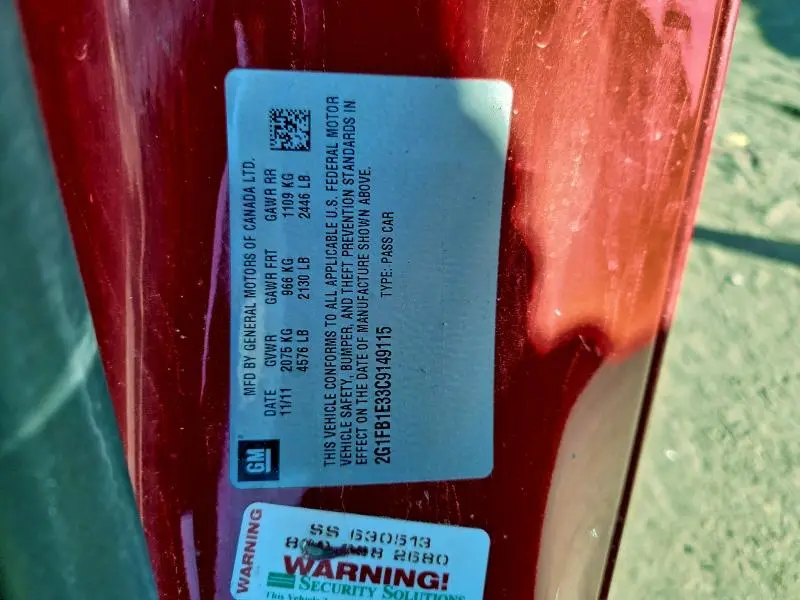 GM
MFD BY GENERAL MOTORS OF CANADA LTD.
DATE GVWR GAWR FRT GAWR RR
11/11 2075 KG 966 KG 1109 KG
4576 LB 2130 LB 2446 LB
THIS VEHICLE CONFORMS TO ALL APPLICABLE U.S. FEDERAL MOTOR
VEHICLE SAFETY, BUMPER, AND THEFT PREVENTION STANDARDS IN
EFFECT ON THE DATE OF MANUFACTURE SHOWN ABOVE.
2G1FB1E33C9149115 TYPE: PASS CAR
WARNING
SS 630513
2680
WARNING!
SECURITY SOLUTIONS
This Vehicle